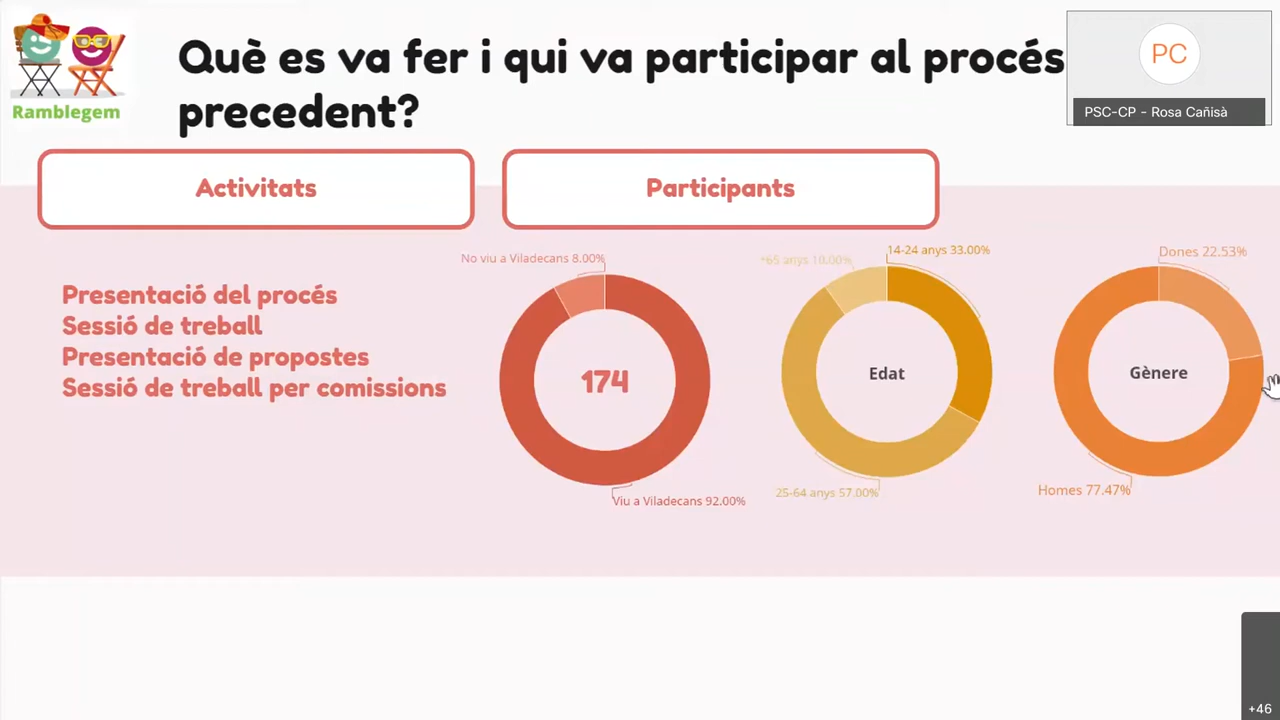 Ramblegem
Què es va fer i qui va participar al procés
precedent?
PC
PSC-CP - Rosa Cañisà
Activitats
Participants
Presentació del procés
Sessió de treball
Presentació de propostes
Sessió de treball per comissions
No viu a Viladecans 8.00%
174
Viu a Viladecans 92.00%
*65 anys 10.00%
14-24 anys 33.00%
Edat
25-64 anys 57.00%
Dones 22.53%
Gènere
Homes 77.47%
+46